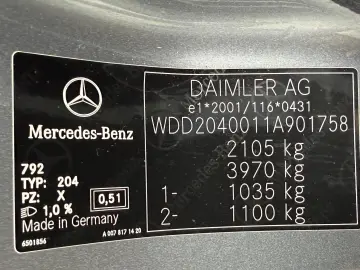 Mercedes-Benz
792
TYP: 204
PZ: X 0,51
1,0 %
Made in Germany
6501856
A 007 817 14 20
DAIMLER AG
e1*2001/116*0431
WDD2040011A901758
2105 kg
3970 kg
1- 1035 kg
2- 1100 kg